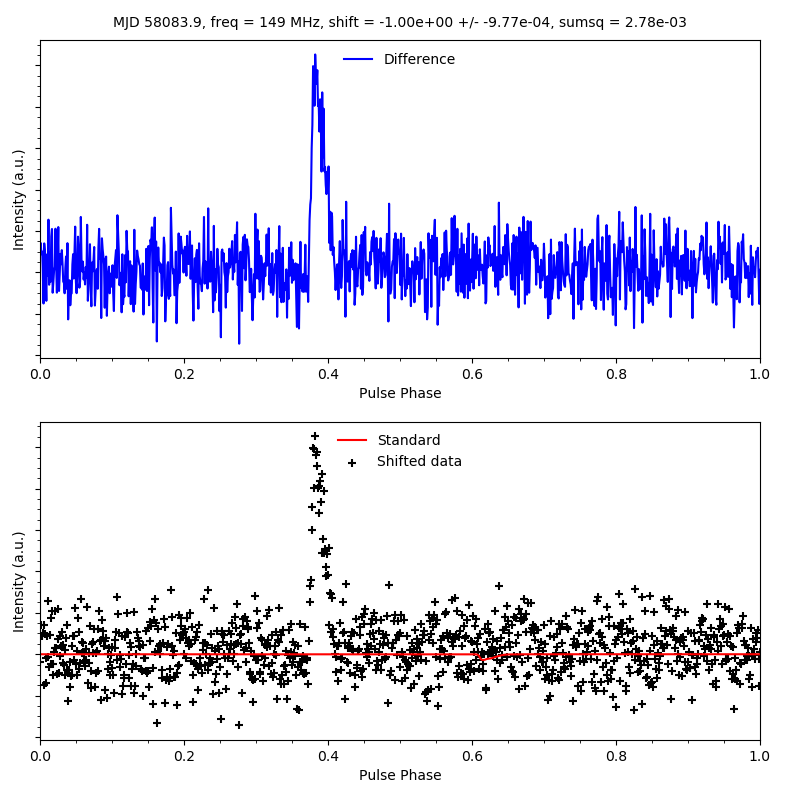 MJD 58083.9, freq = 149 MHz, shift = -1.00e+00 +/- -9.77e-04, sumsq = 2.78e-03
Difference
Intensity (a.u.)
0.0 0.2 0.4 0.6 0.8 1.0
Pulse Phase
Standard
Shifted data
Intensity (a.u.)
0.0 0.2 0.4 0.6 0.8 1.0
Pulse Phase